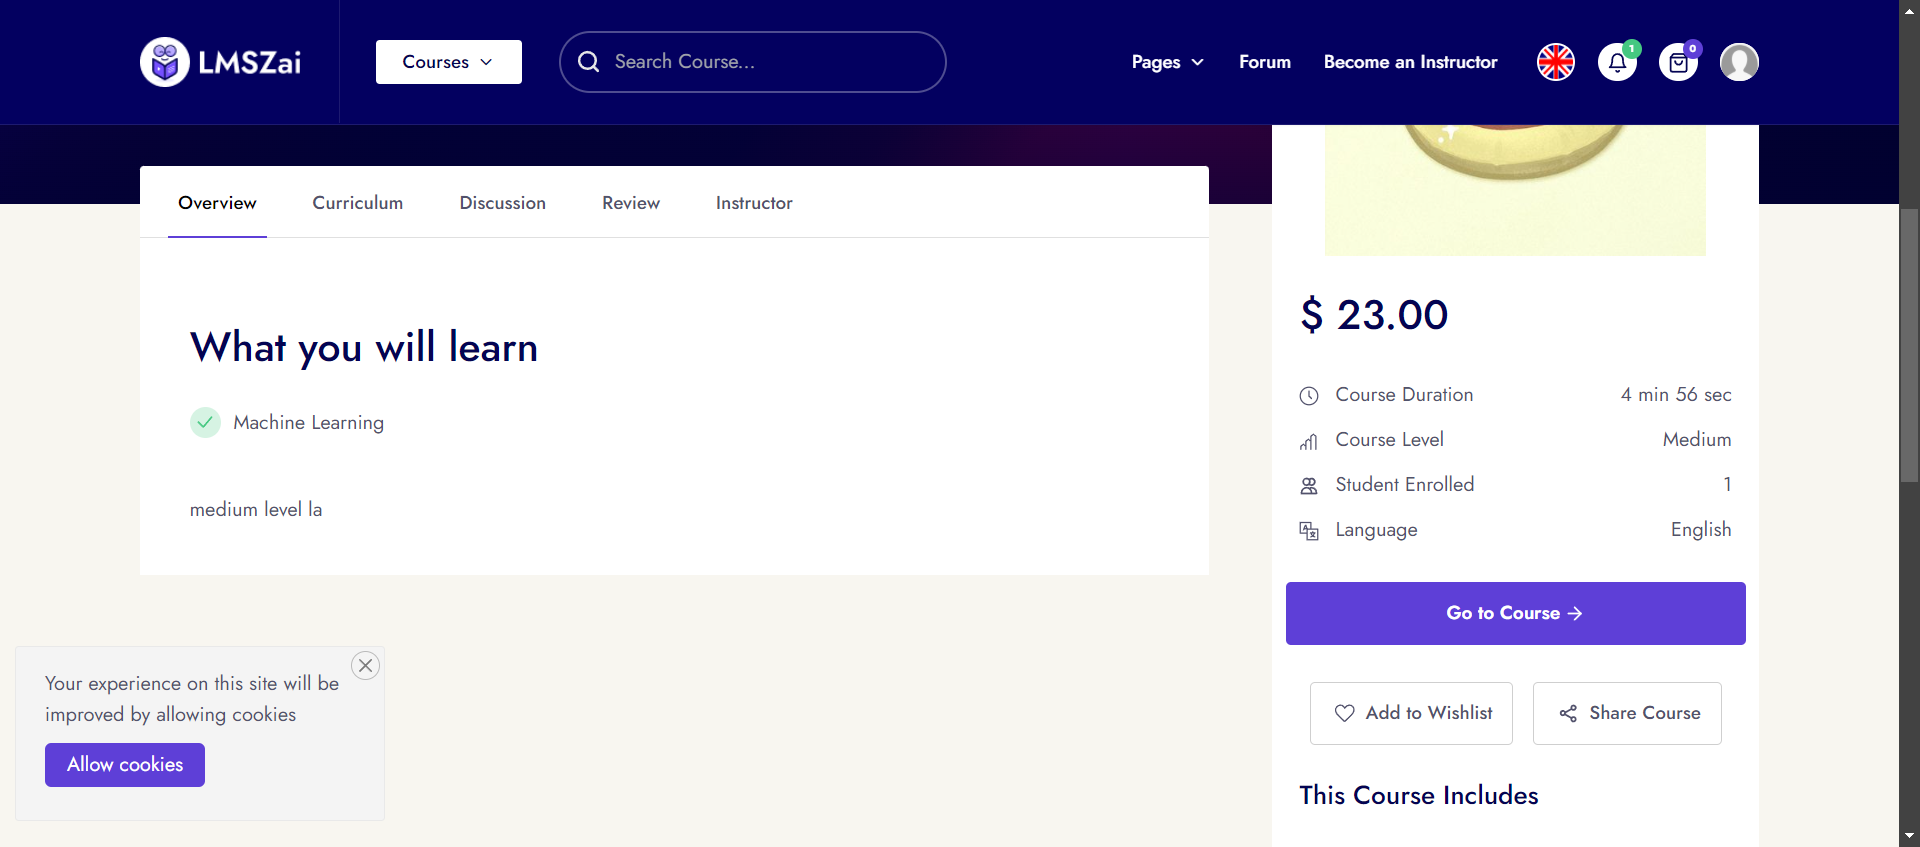 LMSZai
Courses
Search Course...
Pages
Forum
Become an Instructor
1
0
Overview
Curriculum
Discussion
Review
Instructor
What you will learn
Machine Learning
medium level la
$ 23.00
Course Duration 4 min 56 sec
Course Level Medium
Student Enrolled 1
Language English
Go to Course
Add to Wishlist
Share Course
This Course Includes
Your experience on this site will be
improved by allowing cookies
Allow cookies